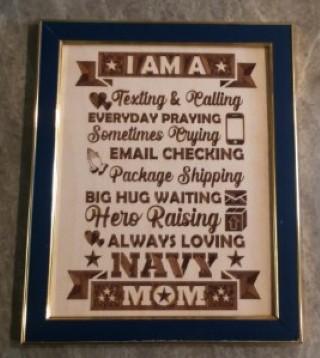 I AM A
Texting & Calling
EVERYDAY PRAYING
Sometimes Crying
EMAIL CHECKING
Package Shipping
BIG HUG WAITING
Hero Raising
ALWAYS LOVING
NAVY
MOM